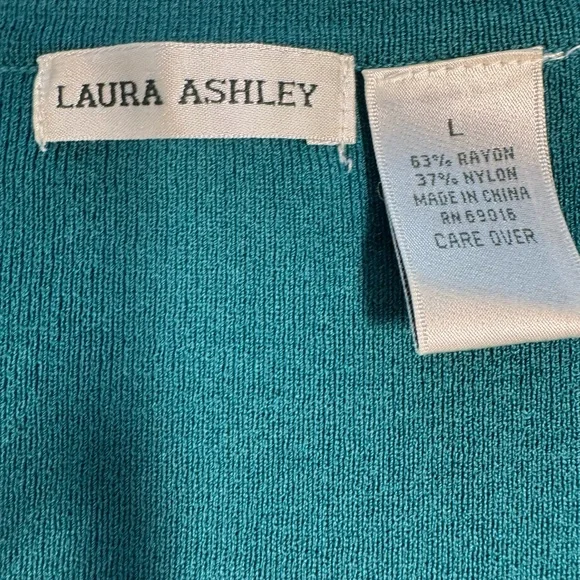 LAURA ASHLEY
L
63% RAYON
37% NYLON
MADE IN CHINA
RN 69016
CARE OVER